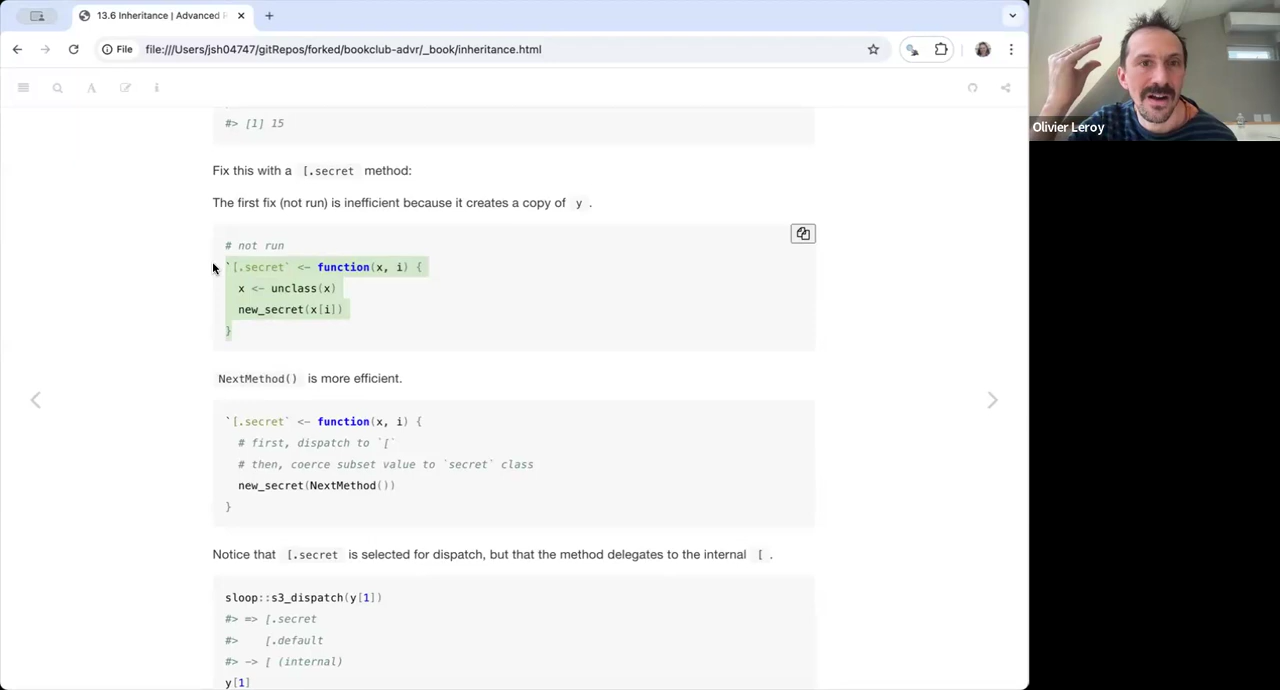 13.6 Inheritance | Advanced R
File
file:///Users/jsh04747/gitRepos/forked/bookclub-advr/_book/inheritance.html
Olivier Leroy
#> [1] 15
Fix this with a [.secret method:
The first fix (not run) is inefficient because it creates a copy of y .
# not run
`[.secret` <- function(x, i) {
x <- unclass(x)
new_secret(x[i])
}
NextMethod() is more efficient.
`[.secret` <- function(x, i) {
# first, dispatch to `[`
# then, coerce subset value to `secret` class
new_secret(NextMethod())
}
Notice that [.secret is selected for dispatch, but that the method delegates to the internal [ .
sloop::s3_dispatch(y[1])
#> => [.secret
#>    [.default
#> -> [ (internal)
y[1]